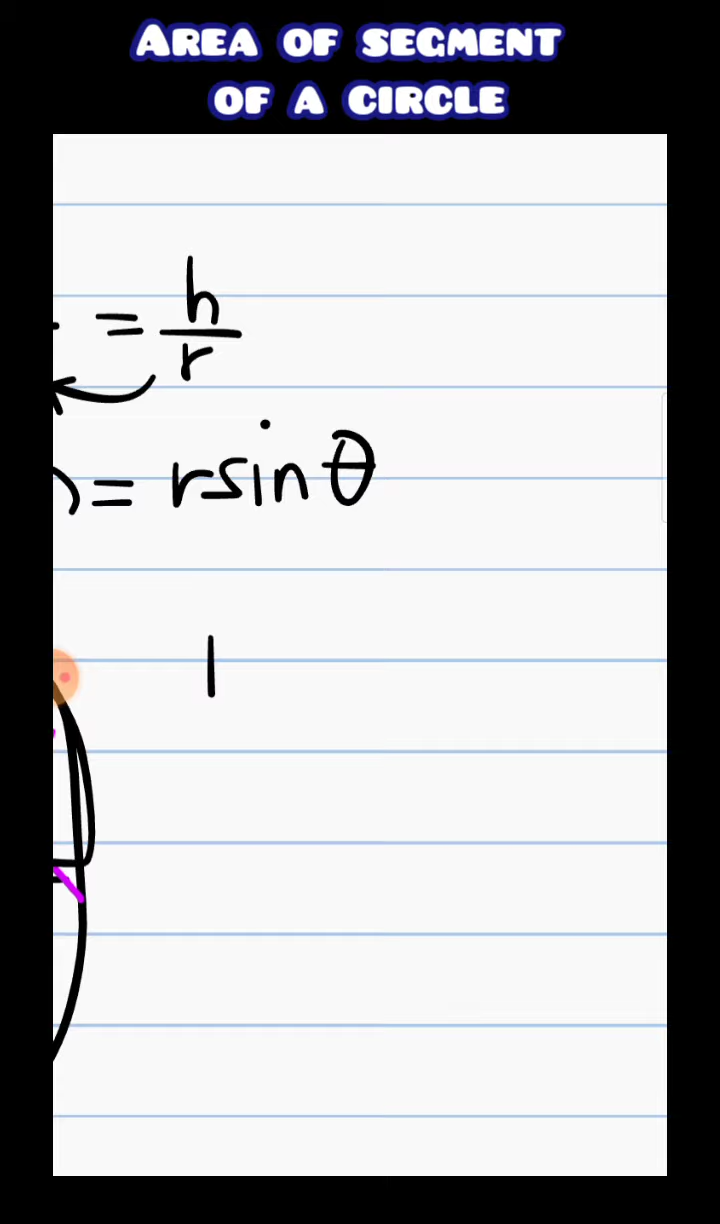 AREA OF SEGMENT
OF A CIRCLE
= h/r
= rsinθ
|